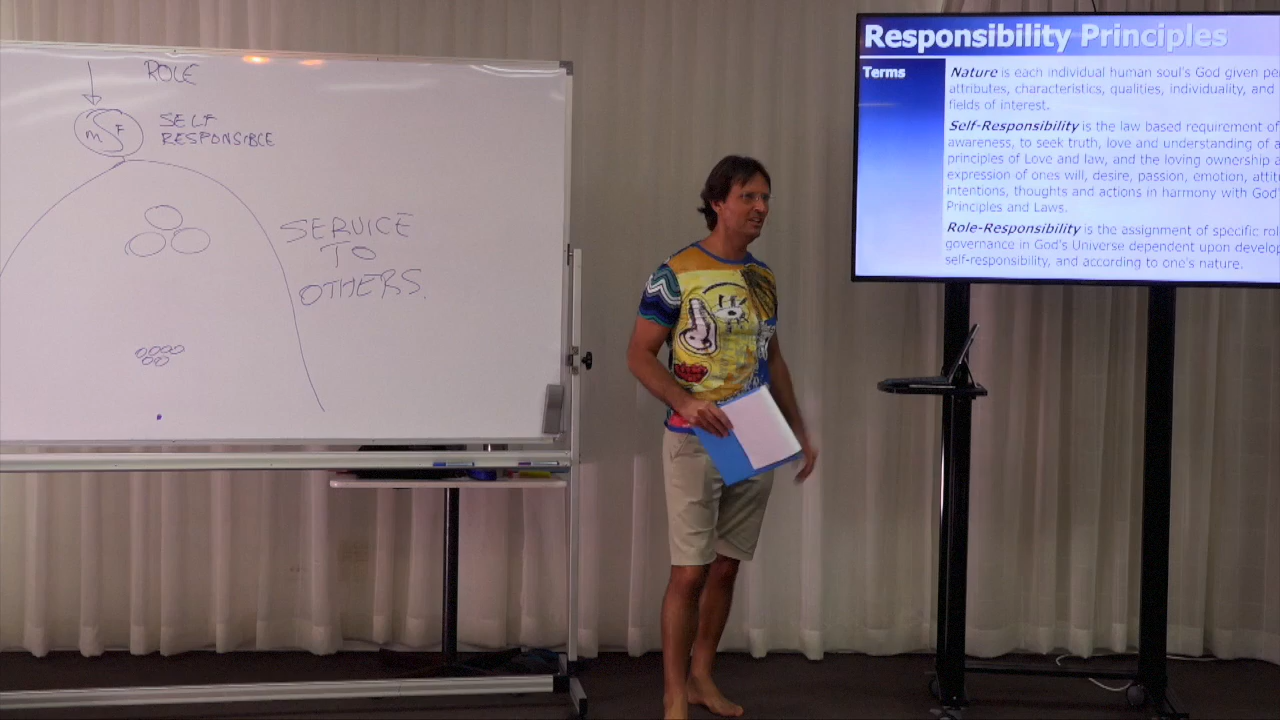 ROLE
m F
SELF
RESPONSIBLE
SERVICE
TO
OTHERS.
Responsibility Principles
Terms
Nature is each individual human soul's God given
attributes, characteristics, qualities, individuality, and
fields of interest.
Self-Responsibility is the law based requirement of
awareness, to seek truth, love and understanding of
principles of Love and law, and the loving ownership
expression of ones will, desire, passion, emotion,
intentions, thoughts and actions in harmony with God'
Principles and Laws.
Role-Responsibility is the assignment of specific
governance in God's Universe dependent upon
self-responsibility, and according to one's nature.